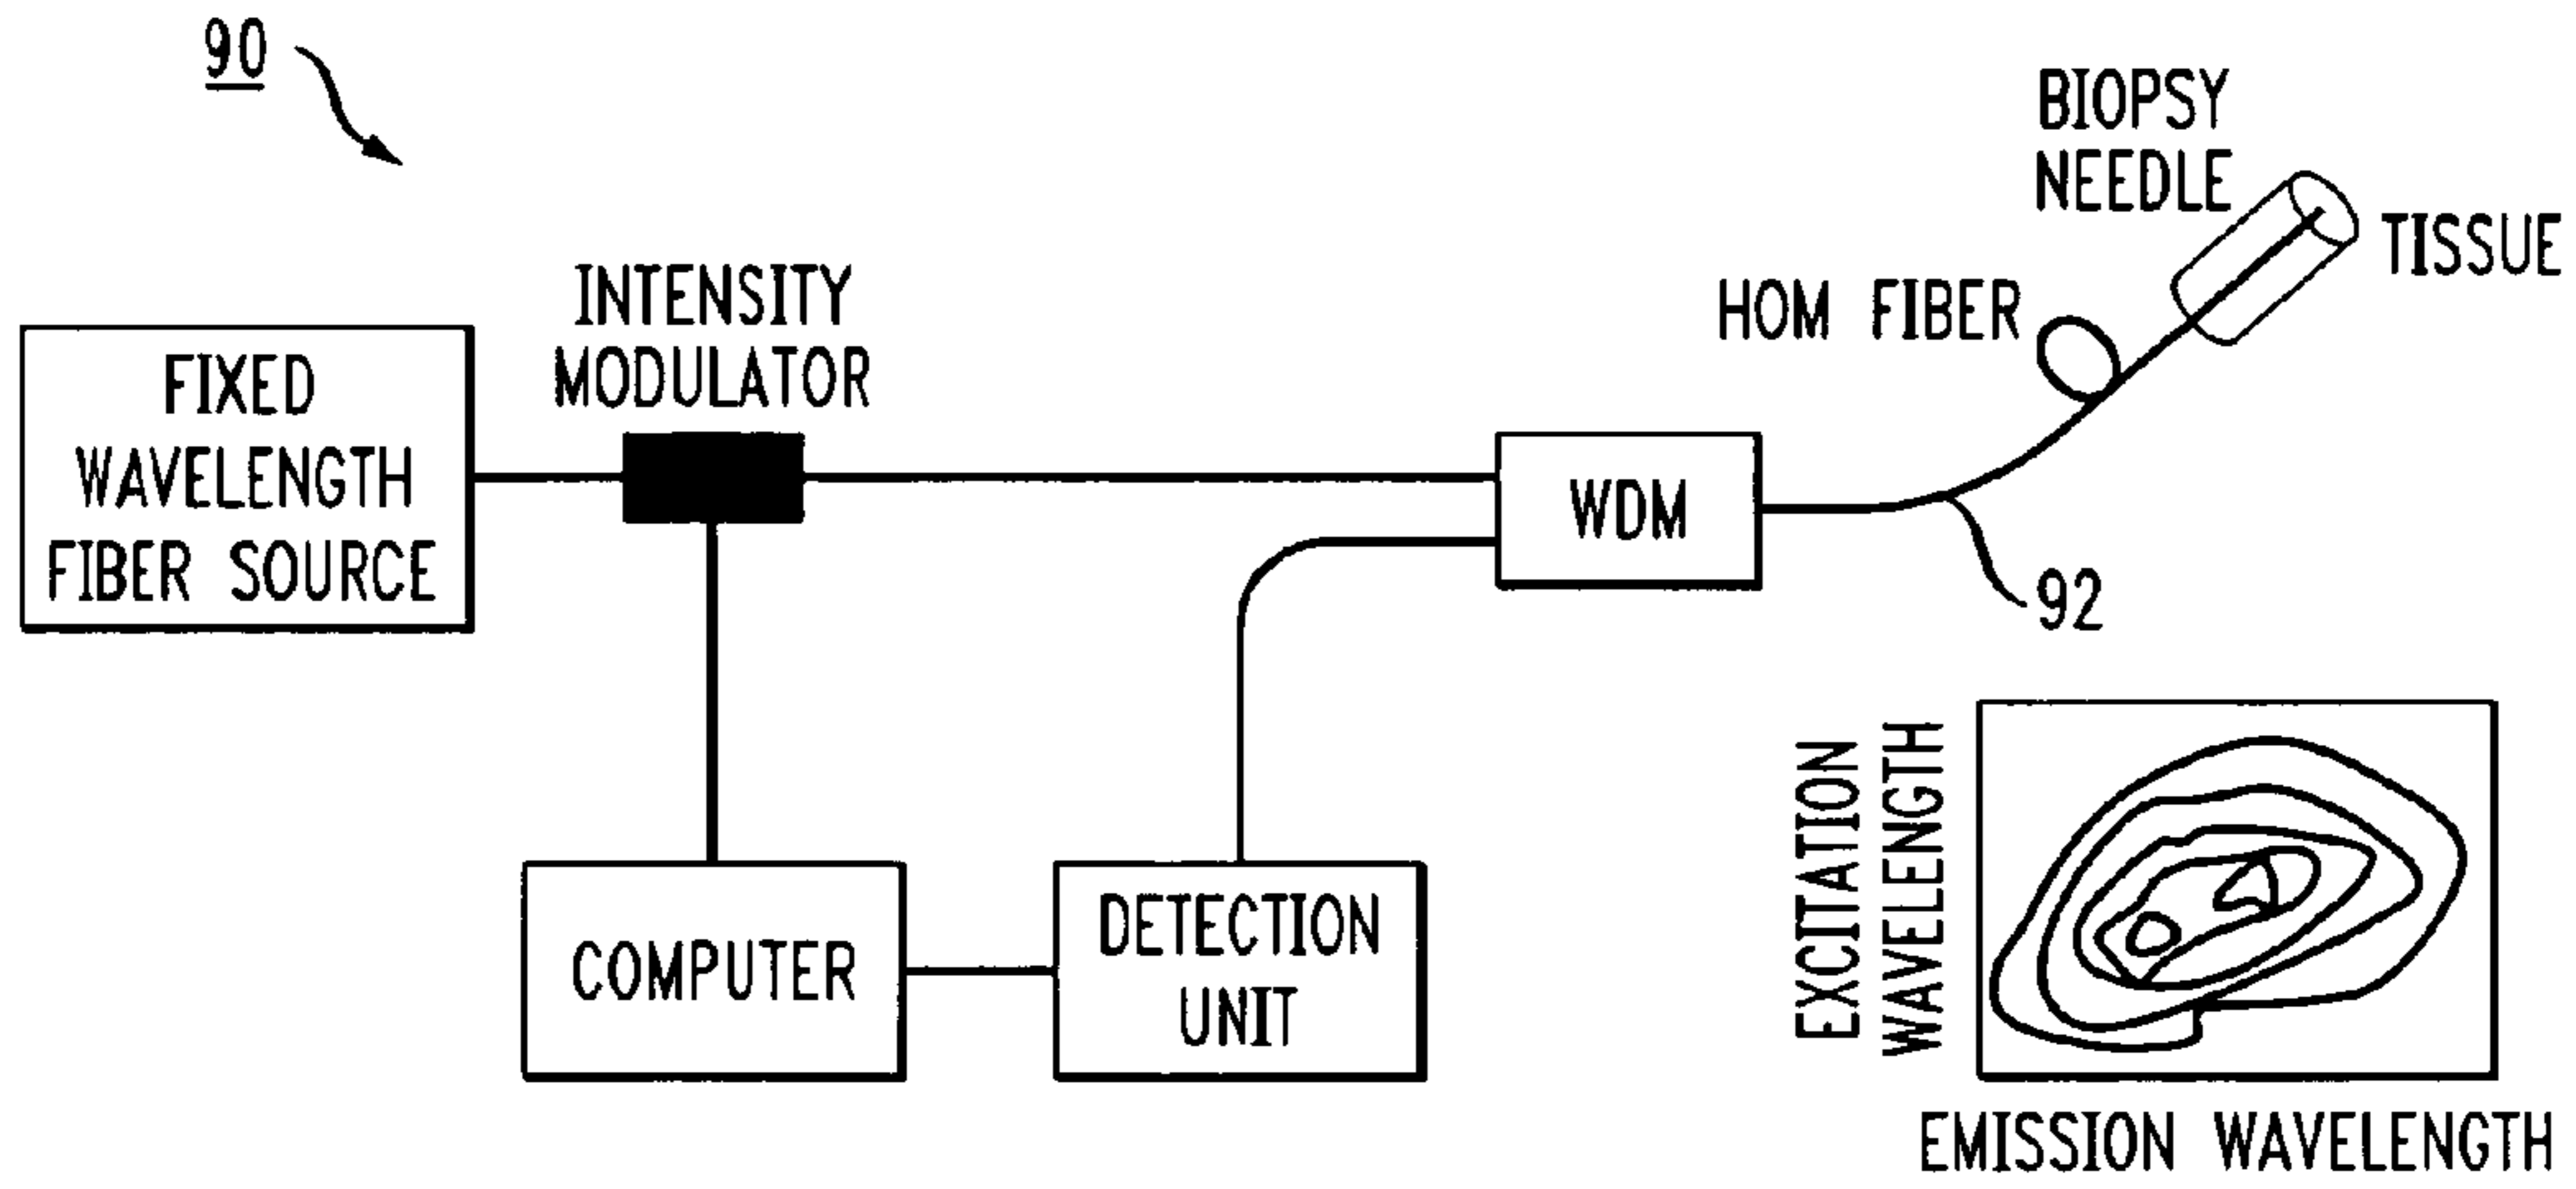 90
BIOPSY
NEEDLE
TISSUE
HOM FIBER
INTENSITY
MODULATOR
FIXED
WAVELENGTH
FIBER SOURCE
WDM
92
COMPUTER
DETECTION
UNIT
EXCITATION
WAVELENGTH
EMISSION WAVELENGTH